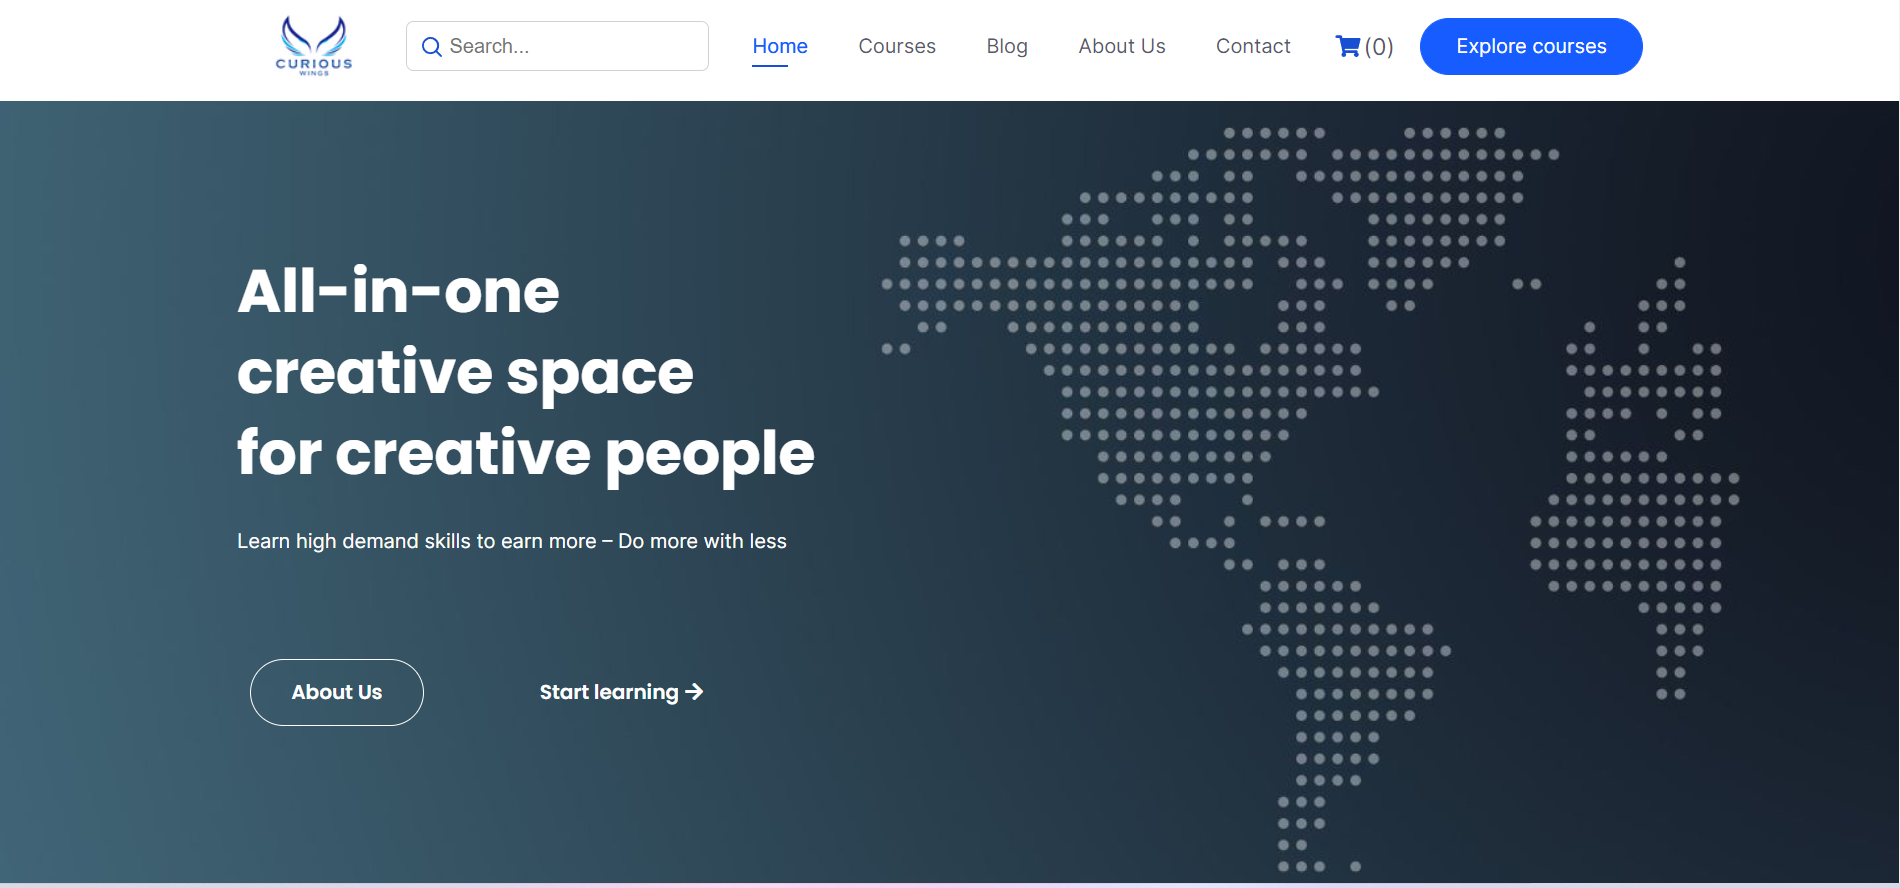 CURIOUS
WINGS
Search...
Home
Courses
Blog
About Us
Contact
(0)
Explore courses
All-in-one
creative space
for creative people
Learn high demand skills to earn more – Do more with less
About Us
Start learning